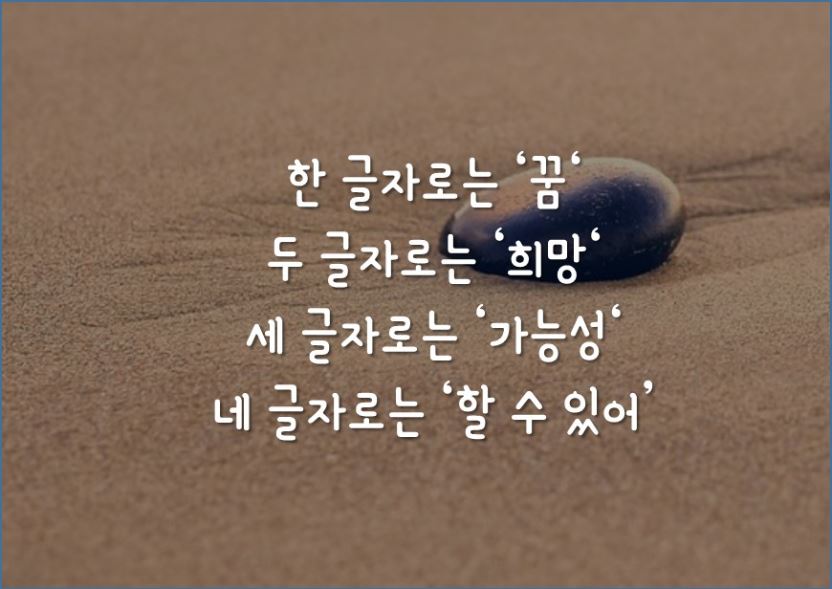 한 글자로는 ‘꿈‘
두 글자로는 ‘희망‘
세 글자로는 ‘가능성‘
네 글자로는 ‘할 수 있어’